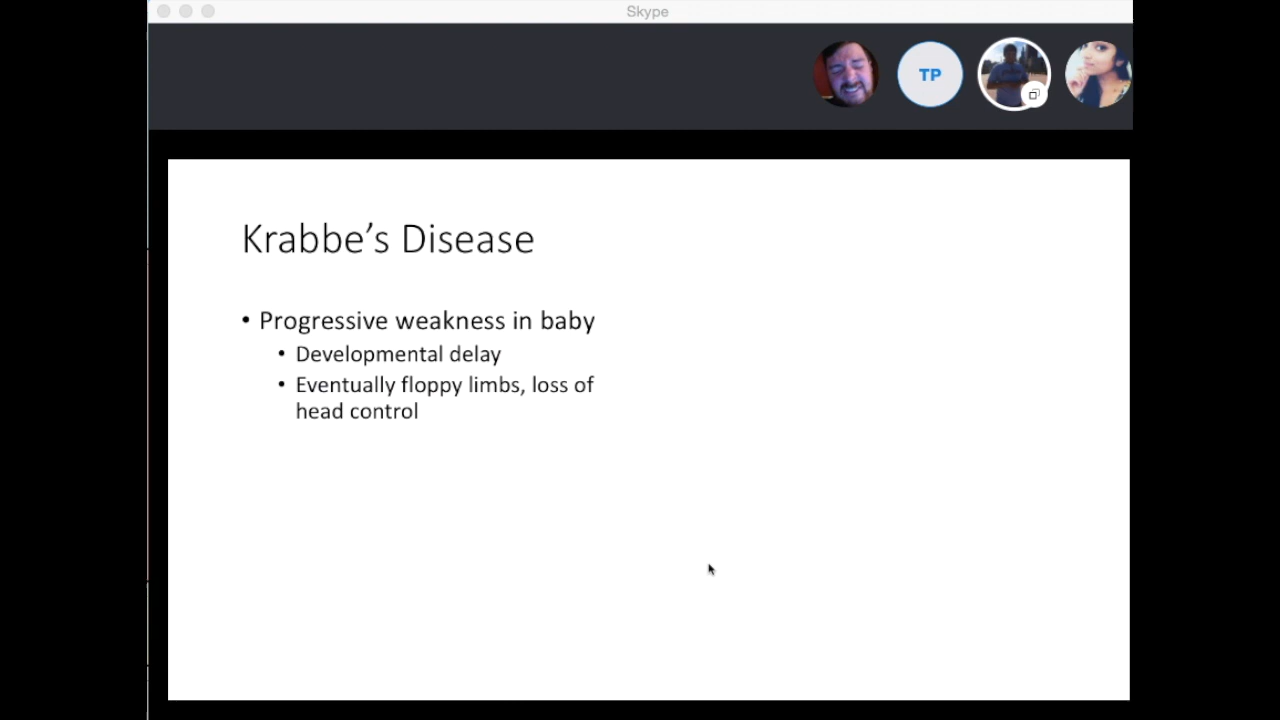 Skype
TP
Krabbe’s Disease
• Progressive weakness in baby
• Developmental delay
• Eventually floppy limbs, loss of
head control